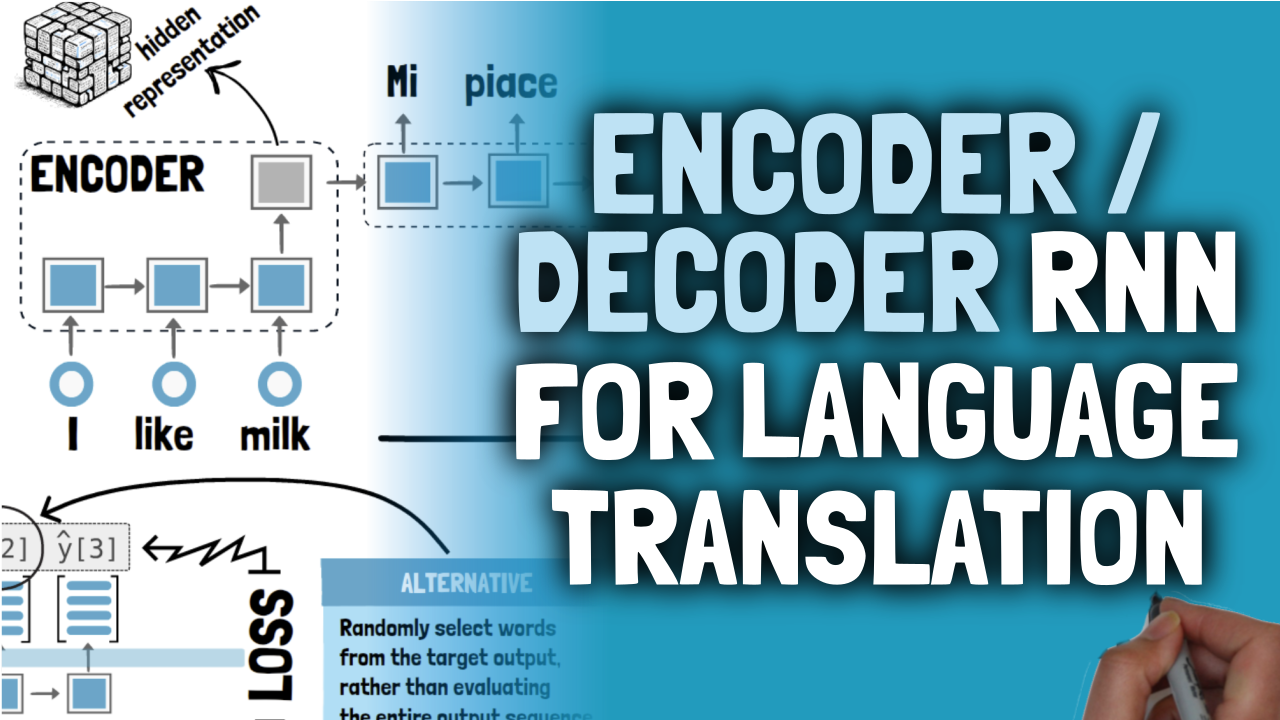 hidden
representation
Mi piace
ENCODER
I like milk
ENCODER /
DECODER RNN
FOR LANGUAGE
TRANSLATION
2] ŷ[3]
LOSS
ALTERNATIVE
Randomly select words
from the target output,
rather than evaluating
the entire output sequence